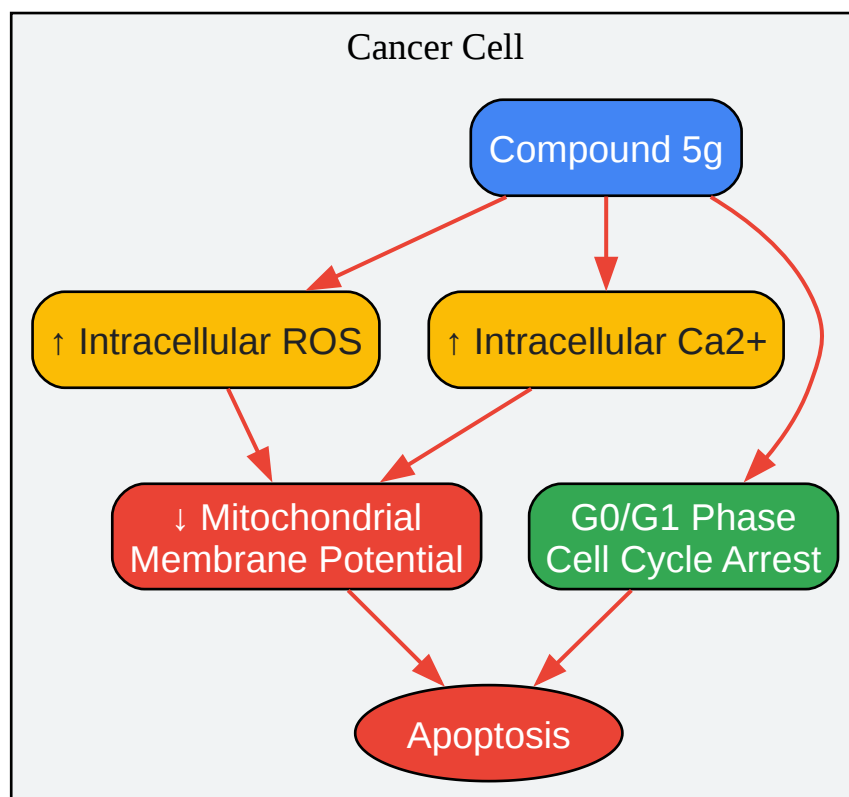 Cancer Cell
Compound 5g
↑ Intracellular ROS
↑ Intracellular Ca2+
↓ Mitochondrial
Membrane Potential
G0/G1 Phase
Cell Cycle Arrest
Apoptosis